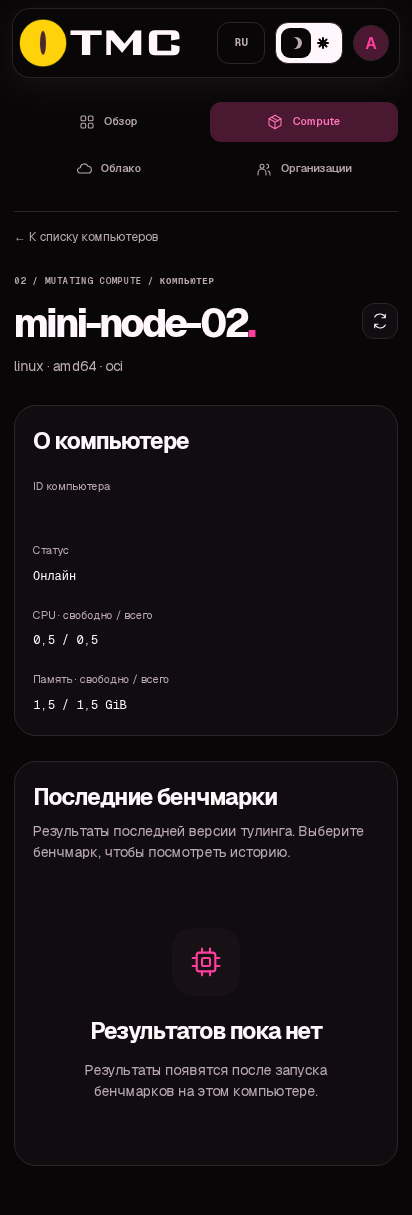 TMC
RU
A
Обзор
Compute
Облако
Организации
← К списку компьютеров
02 / MUTATING COMPUTE / КОМПЬЮТЕР
mini-node-02.
linux · amd64 · oci
О компьютере
ID компьютера
Статус
Онлайн
CPU · свободно / всего
0,5 / 0,5
Память · свободно / всего
1,5 / 1,5 GiB
Последние бенчмарки
Результаты последней версии тулинга. Выберите
бенчмарк, чтобы посмотреть историю.
Результатов пока нет
Результаты появятся после запуска
бенчмарков на этом компьютере.